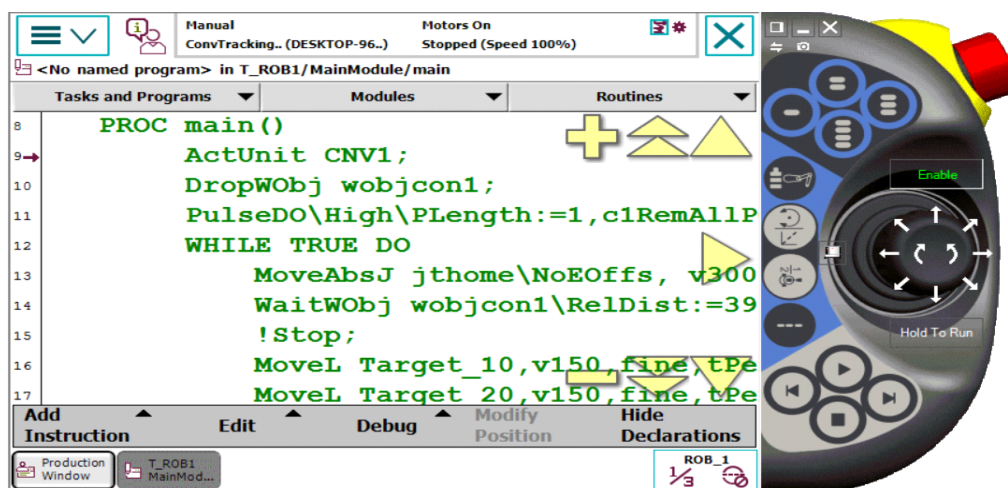 Manual
Motors On
ConvTracking.. (DESKTOP-96..)
Stopped (Speed 100%)
<No named program> in T_ROB1/MainModule/main
Tasks and Programs
Modules
Routines
8 PROC main()
9 ActUnit CNV1;
10 DropWObj wobjcon1;
11 PulseDO\High\PLength:=1,c1RemAllP
12 WHILE TRUE DO
13 MoveAbsJ jthome\NoEOffs, v300
14 WaitWObj wobjcon1\RelDist:=39
15 !Stop;
16 MoveL Target_10,v150,fine,tPe
17 MoveL Target_20,v150,fine,tPe
Add Instruction
Edit
Debug
Modify Position
Hide Declarations
Production Window
T_ROB1
MainMod...
ROB_1
1/3
Enable
Hold To Run